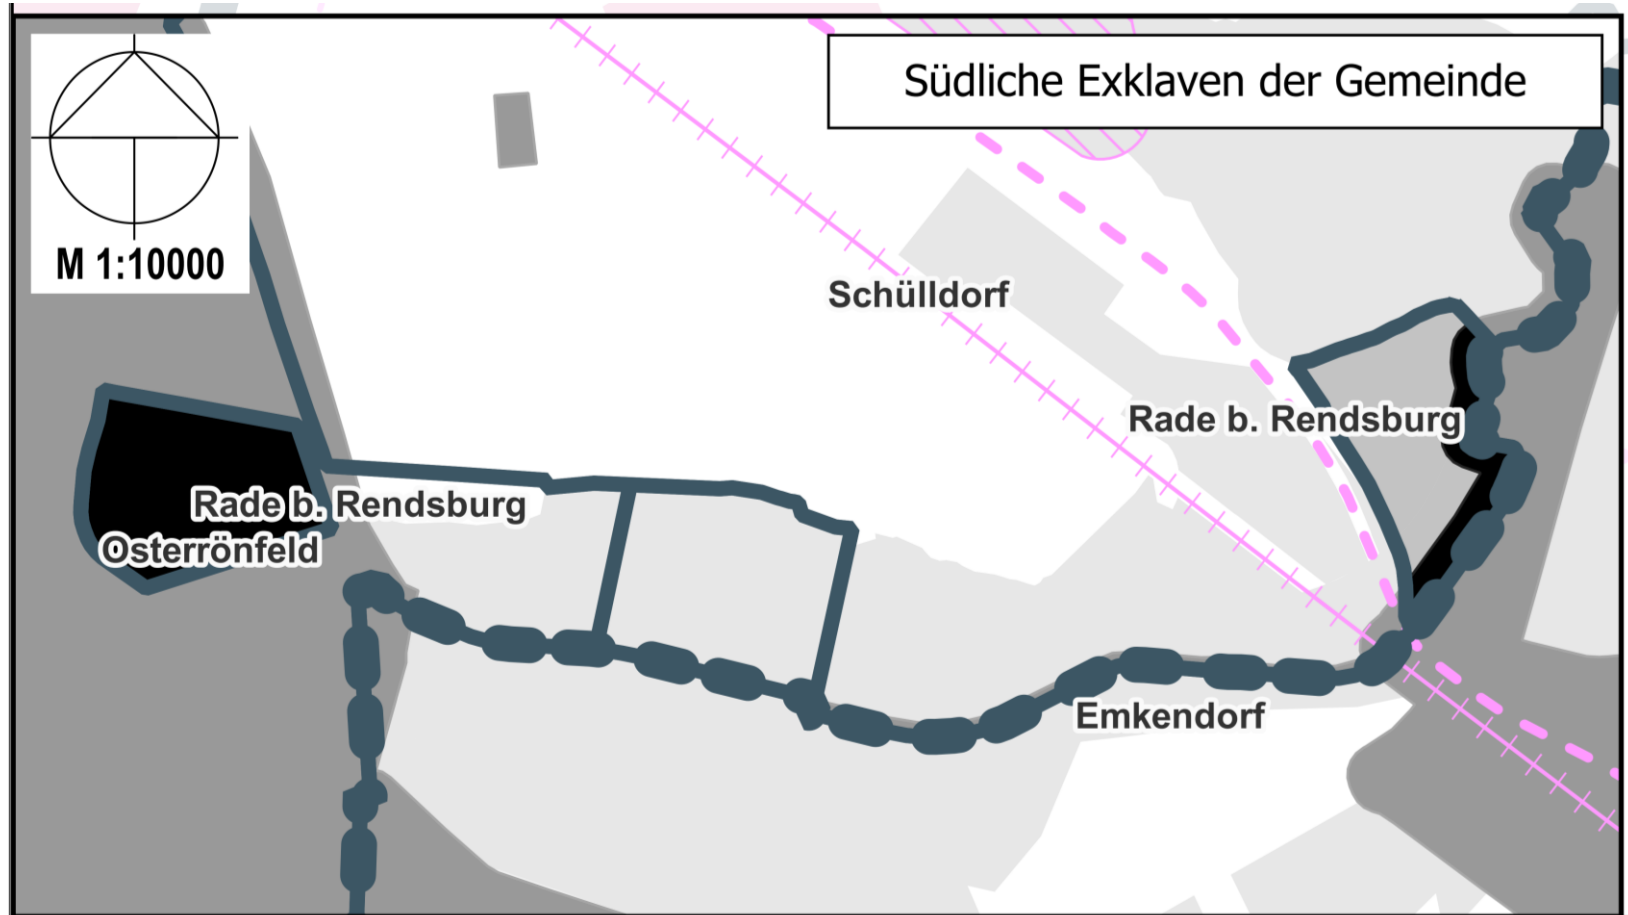 Südliche Exklaven der Gemeinde
M 1:10000
Schülldorf
Rade b. Rendsburg
Rade b. Rendsburg
Osterrönfeld
Emkendorf